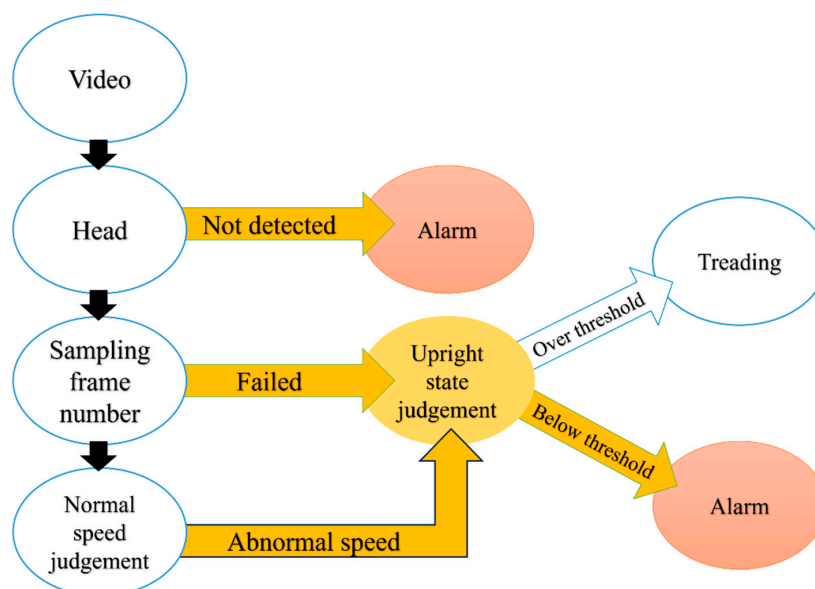 Video
Head
Not detected
Alarm
Treading
Over threshold
Sampling
frame
number
Failed
Upright
state
judgement
Below threshold
Normal
speed
judgement
Abnormal speed
Alarm